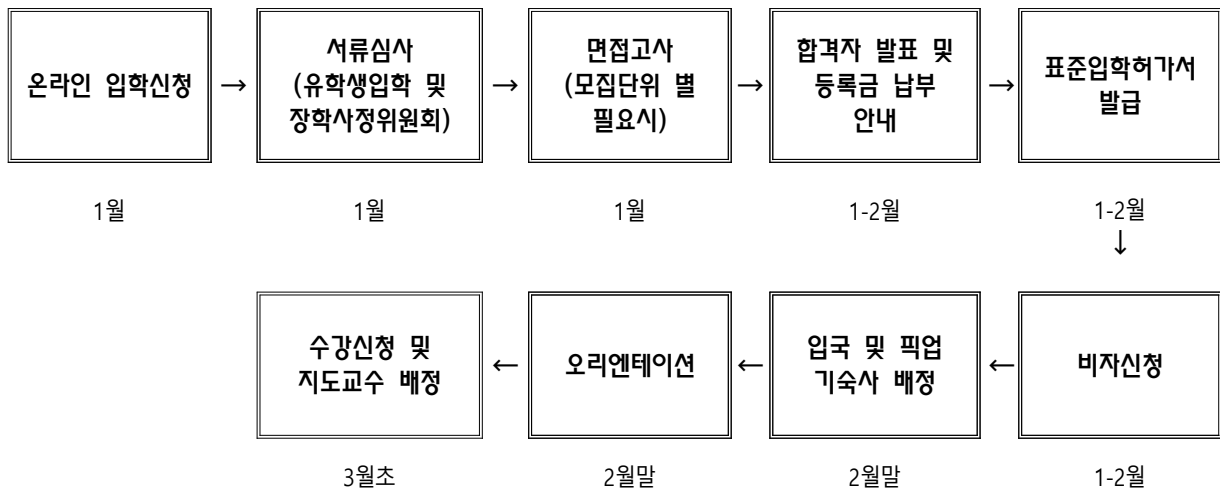 온라인 입학신청
→
서류심사
(유학생입학 및
장학사정위원회)
→
면접고사
(모집단위 별
필요시)
→
합격자 발표 및
등록금 납부
안내
→
표준입학허가서
발급
1월
1월
1월
1-2월
1-2월
↓
수강신청 및
지도교수 배정
←
오리엔테이션
←
입국 및 픽업
기숙사 배정
←
비자신청
3월초
2월말
2월말
1-2월